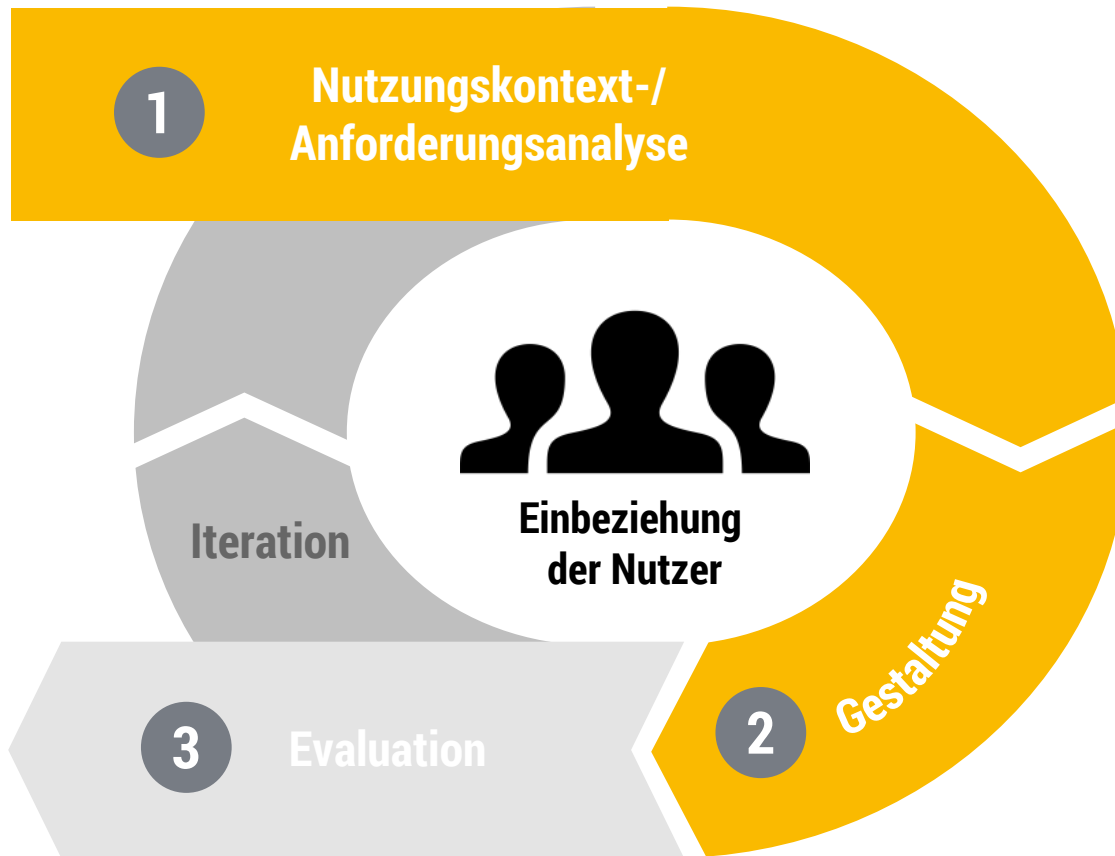 1
Nutzungskontext-/
Anforderungsanalyse
Einbeziehung
der Nutzer
Iteration
Gestaltung
2
3
Evaluation